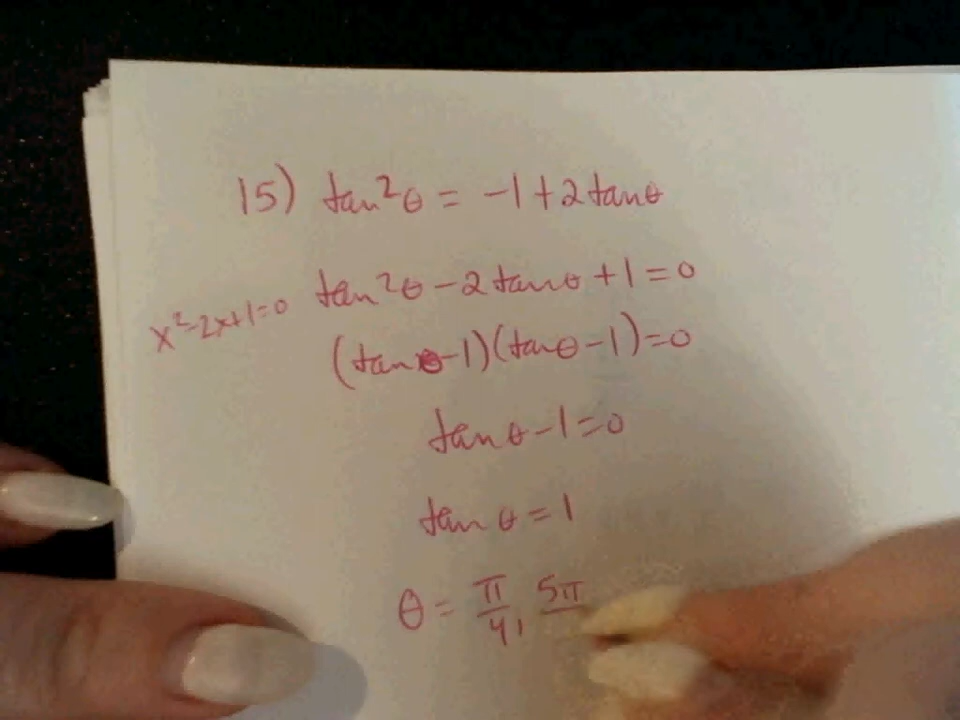 15) tan²θ = -1+2tanθ
tan²θ -2tanθ +1=0
x²-2x+1=0
(tanθ-1)(tanθ-1)=0
tanθ-1=0
tanθ=1
θ = π/4, 5π